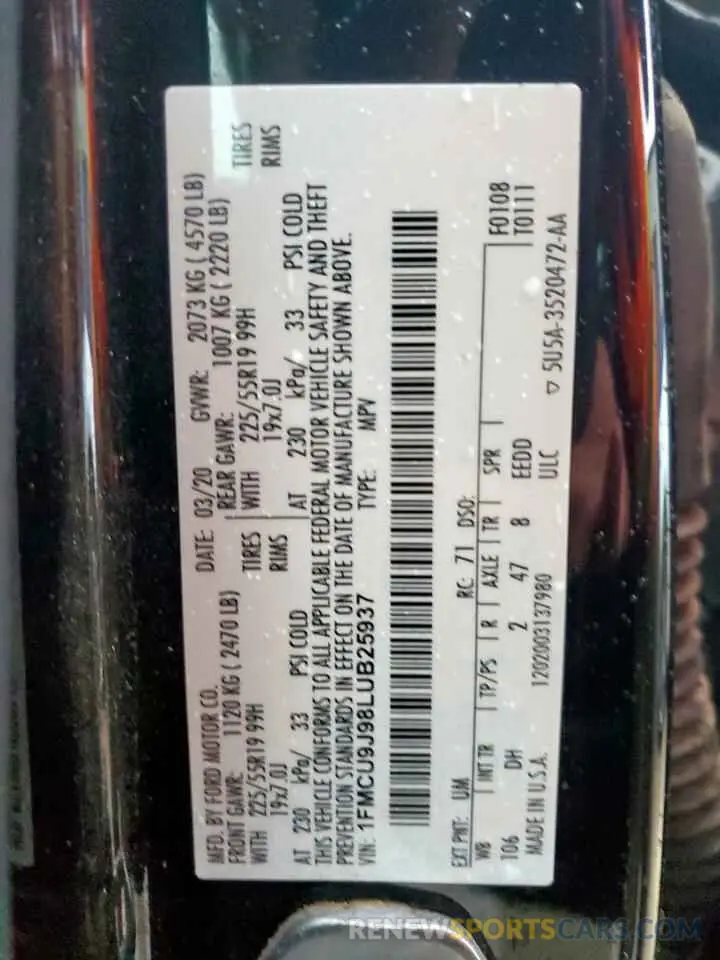 MFD. BY FORD MOTOR CO.
DATE: 03/20 GVWR: 2073 KG ( 4570 LB)
FRONT GAWR: 1120 KG ( 2470 LB) REAR GAWR: 1007 KG ( 2220 LB)
WITH 225/55R19 99H TIRES WITH 225/55R19 99H TIRES
19x7.0J RIMS 19x7.0J RIMS
AT 230 kPa/ 33 PSI COLD AT 230 kPa/ 33 PSI COLD
THIS VEHICLE CONFORMS TO ALL APPLICABLE FEDERAL MOTOR VEHICLE SAFETY AND THEFT
PREVENTION STANDARDS IN EFFECT ON THE DATE OF MANUFACTURE SHOWN ABOVE.
VIN: 1FMCU9J98LUB25937 TYPE: MPV
EXT PNT: UM RC: 71 DSO: F0108
WB INT TR TP/PS R AXLE TR SPR T0111
106 DH 2 47 8 EEDD
MADE IN U.S.A. 1202003137980 ULC ▽ 5U5A-3520472-AA
RENEWSPORTSCARS.COM